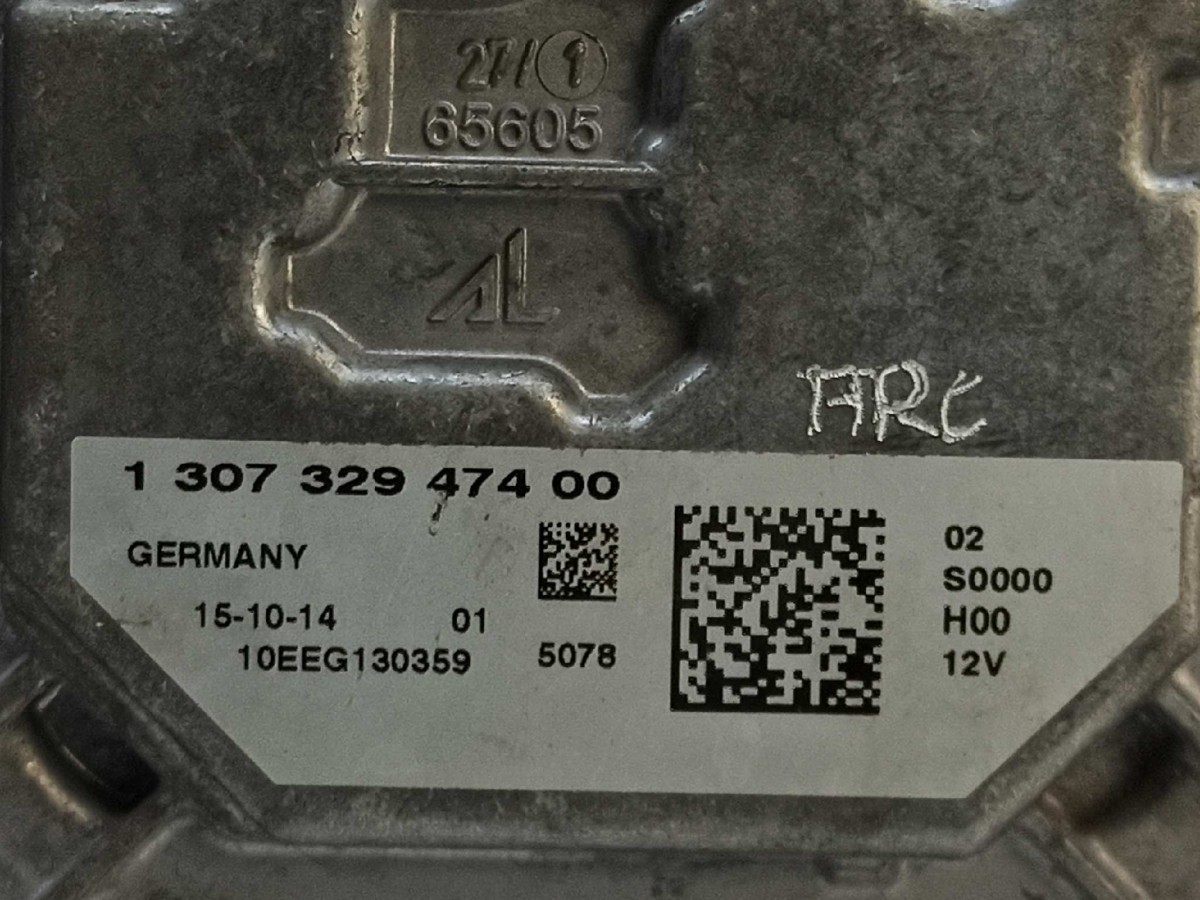 27/1
65605
AL
ARC
1 307 329 474 00
GERMANY
15-10-14 01
10EEG130359 5078
02
S0000
H00
12V